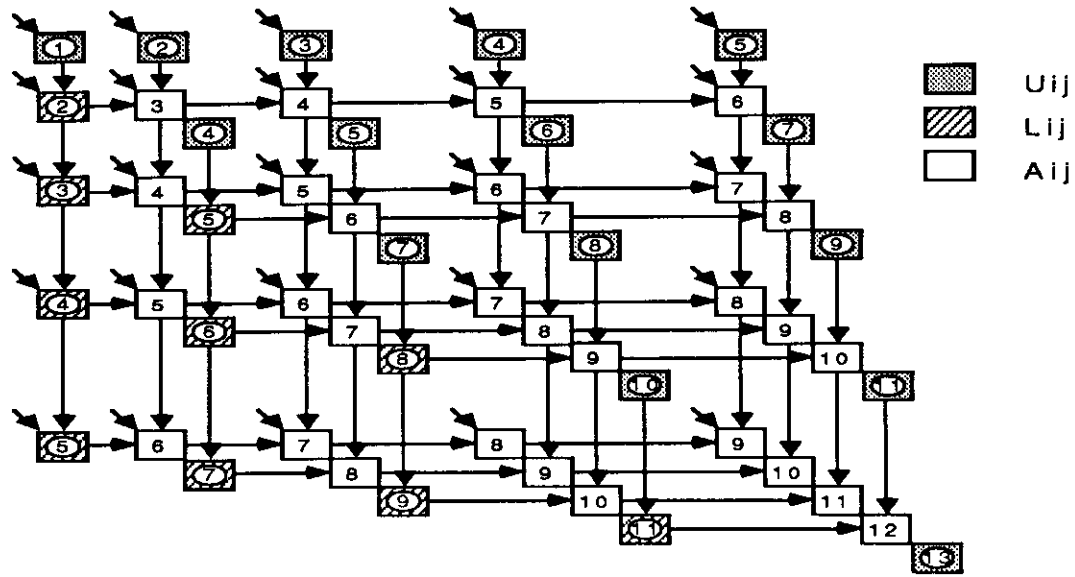 1 2 3 4 5
2 3 4 5 6
4 5 6 7
3 4 5 6 7
5 6 7 8
7 8 9
4 5 6 7 8
6 7 8 9
8 9 10
10 11
5 6 7 8 9
7 8 9 10
9 10 11
11 12
13
Uij
Lij
Aij